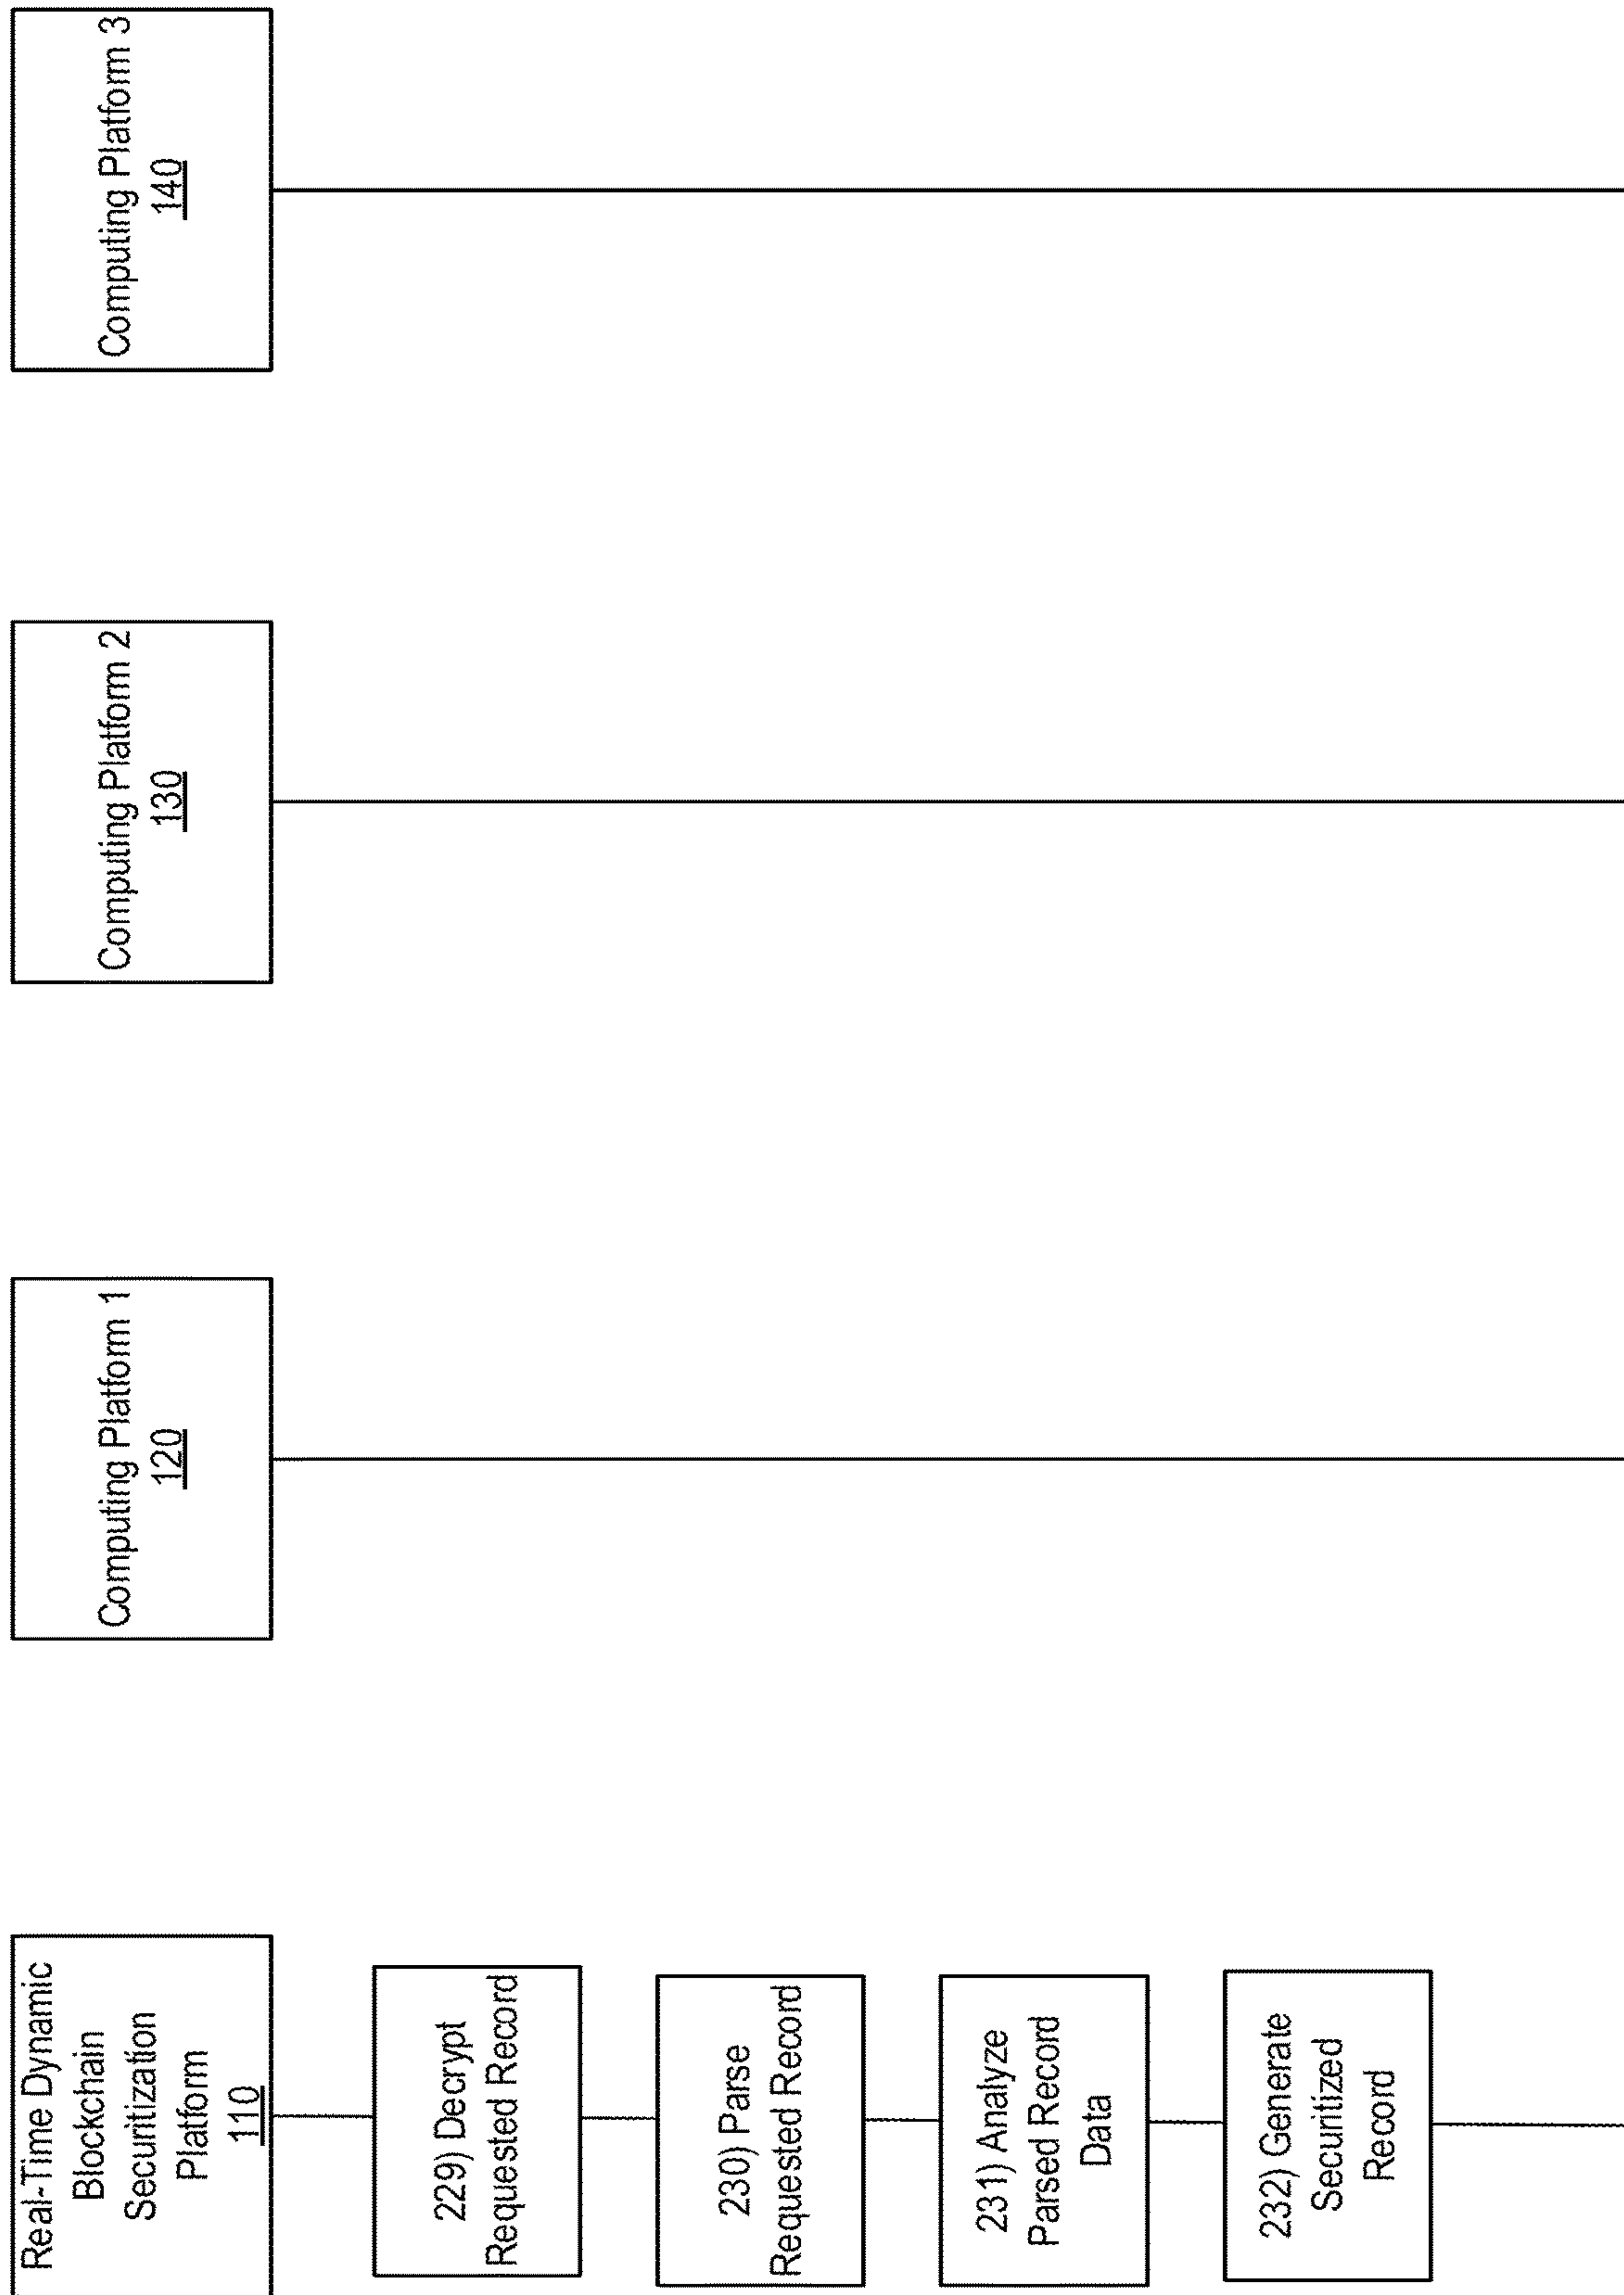 Real-Time Dynamic
Blockchain
Securitization
Platform
110
Computing Platform 1
120
Computing Platform 2
130
Computing Platform 3
140
229) Decrypt
Requested Record
230) Parse
Requested Record
231) Analyze
Parsed Record
Data
232) Generate
Securitized
Record